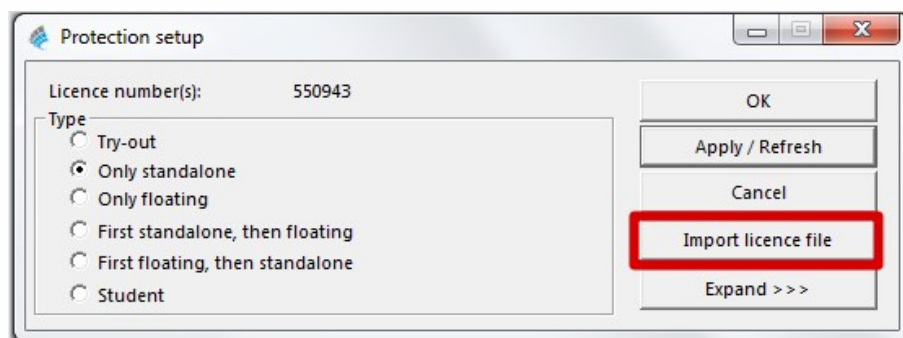 Protection setup
Licence number(s): 550943
Type
Try-out
Only standalone
Only floating
First standalone, then floating
First floating, then standalone
Student
OK
Apply / Refresh
Cancel
Import licence file
Expand >>>